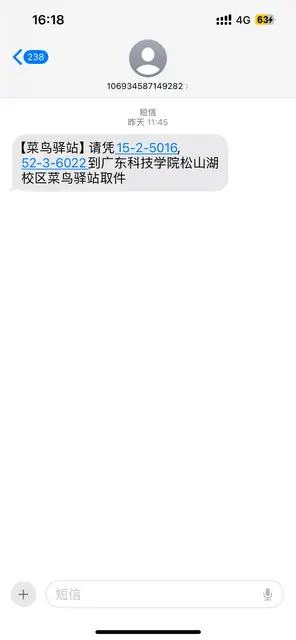 16:18
4G
63
238
106934587149282
短信
昨天 11:45
【菜鸟驿站】请凭15-2-5016,
52-3-6022到广东科技学院松山湖
校区菜鸟驿站取件
短信